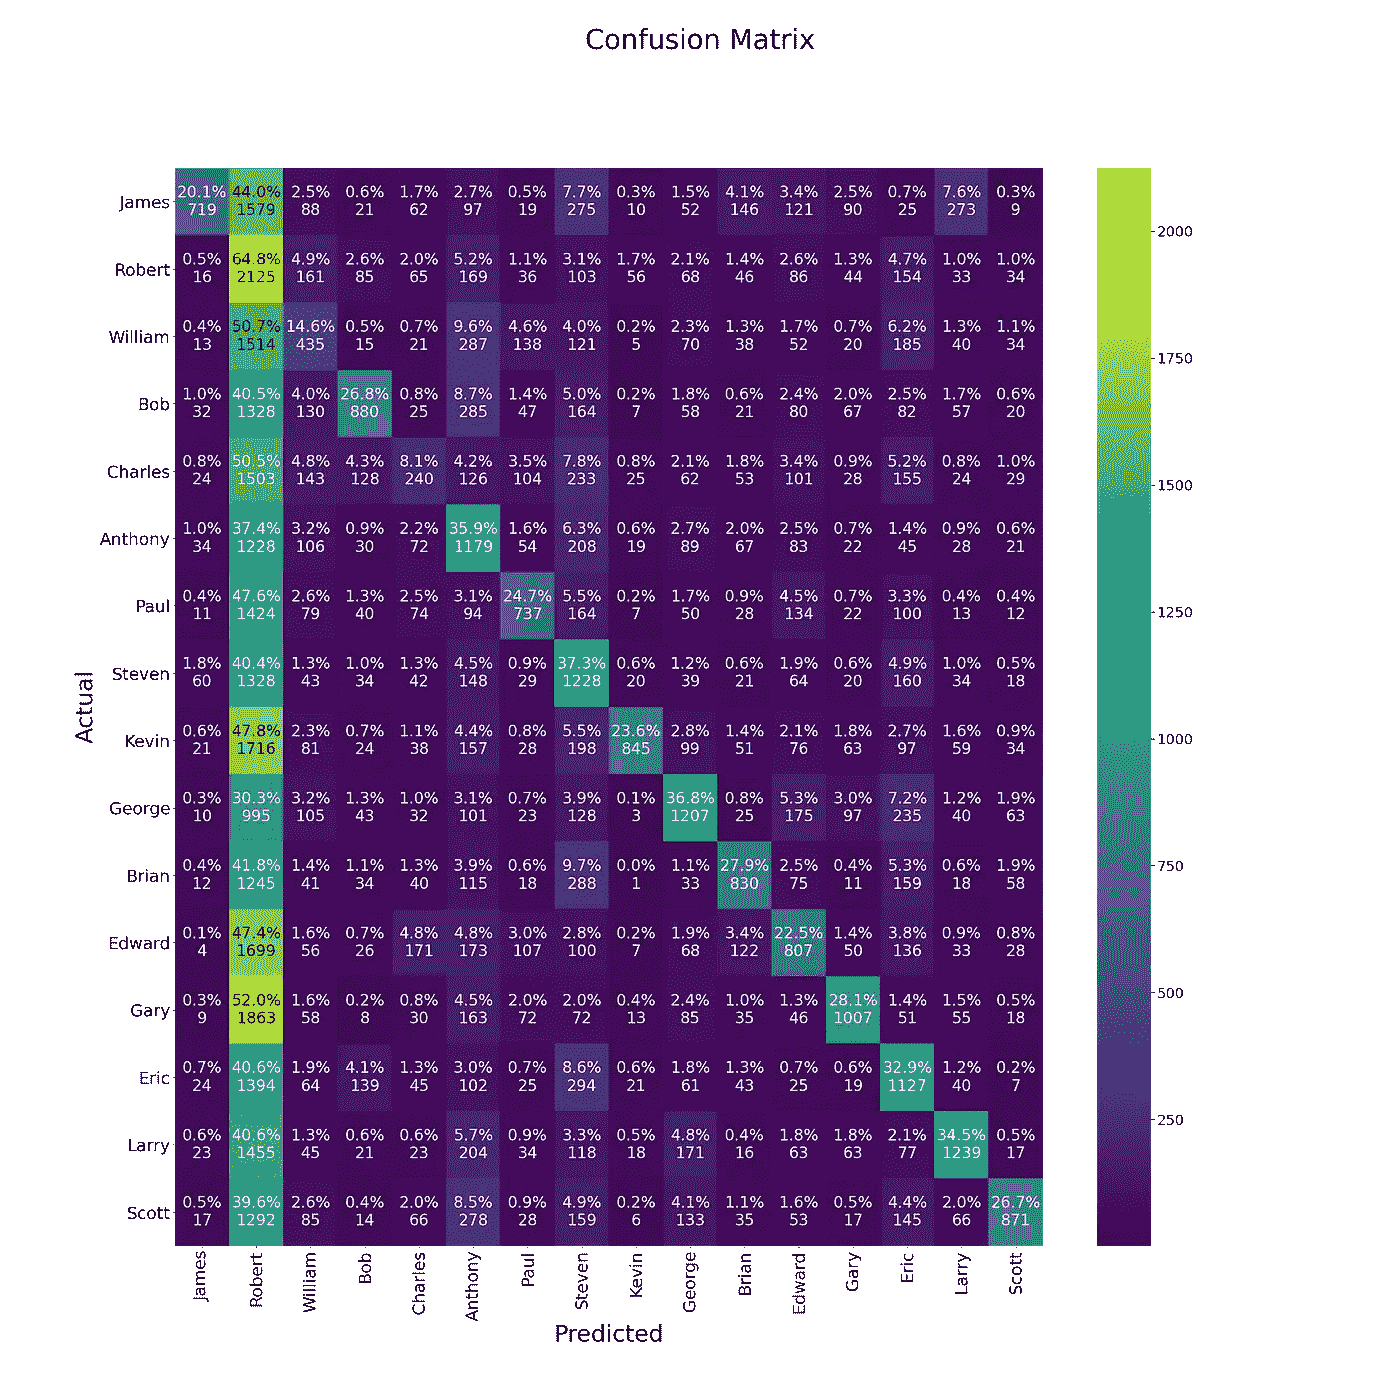 Confusion Matrix
James 20.1% 44.0% 2.5% 0.6% 1.7% 2.7% 0.5% 7.7% 0.3% 1.5% 4.1% 3.4% 2.5% 0.7% 7.6% 0.3%
719 1579 88 21 62 97 19 275 10 52 146 121 90 25 273 9
2000
Robert 0.5% 64.8% 4.9% 2.6% 2.0% 5.2% 1.1% 3.1% 1.7% 2.1% 1.4% 2.6% 1.3% 4.7% 1.0% 1.0%
16 2125 161 85 65 169 36 103 56 68 46 86 44 154 33 34
William 0.4% 50.7% 14.6% 0.5% 0.7% 9.6% 4.6% 4.0% 0.2% 2.3% 1.3% 1.7% 0.7% 6.2% 1.3% 1.1%
13 1514 435 15 21 287 138 121 5 70 38 52 20 185 40 34
1750
Bob 1.0% 40.5% 4.0% 26.8% 0.8% 8.7% 1.4% 5.0% 0.2% 1.8% 0.6% 2.4% 2.0% 2.5% 1.7% 0.6%
32 1328 130 880 25 285 47 164 7 58 21 80 67 82 57 20
Charles 0.8% 50.5% 4.8% 4.3% 8.1% 4.2% 3.5% 7.8% 0.8% 2.1% 1.8% 3.4% 0.9% 5.2% 0.8% 1.0%
24 1503 143 128 240 126 104 233 25 62 53 101 28 155 24 29
1500
Anthony 1.0% 37.4% 3.2% 0.9% 2.2% 35.9% 1.6% 6.3% 0.6% 2.7% 2.0% 2.5% 0.7% 1.4% 0.9% 0.6%
34 1228 106 30 72 1179 54 208 19 89 67 83 22 45 28 21
Paul 0.4% 47.6% 2.6% 1.3% 2.5% 3.1% 24.7% 5.5% 0.2% 1.7% 0.9% 4.5% 0.7% 3.3% 0.4% 0.4%
11 1424 79 40 74 94 737 164 7 50 28 134 22 100 13 12
1250
Steven 1.8% 40.4% 1.3% 1.0% 1.3% 4.5% 0.9% 37.3% 0.6% 1.2% 0.6% 1.9% 0.6% 4.9% 1.0% 0.5%
60 1328 43 34 42 148 29 1228 20 39 21 64 20 160 34 18
Actual
Kevin 0.6% 47.8% 2.3% 0.7% 1.1% 4.4% 0.8% 5.5% 23.6% 2.8% 1.4% 2.1% 1.8% 2.7% 1.6% 0.9%
21 1716 81 24 38 157 28 198 845 99 51 76 63 97 59 34
1000
George 0.3% 30.3% 3.2% 1.3% 1.0% 3.1% 0.7% 3.9% 0.1% 36.8% 0.8% 5.3% 3.0% 7.2% 1.2% 1.9%
10 995 105 43 32 101 23 128 3 1207 25 175 97 235 40 63
Brian 0.4% 41.8% 1.4% 1.1% 1.3% 3.9% 0.6% 9.7% 0.0% 1.1% 27.9% 2.5% 0.4% 5.3% 0.6% 1.9%
12 1245 41 34 40 115 18 288 1 33 830 75 11 159 18 58
750
Edward 0.1% 47.4% 1.6% 0.7% 4.8% 4.8% 3.0% 2.8% 0.2% 1.9% 3.4% 22.5% 1.4% 3.8% 0.9% 0.8%
4 1699 56 26 171 173 107 100 7 68 122 807 50 136 33 28
Gary 0.3% 52.0% 1.6% 0.2% 0.8% 4.5% 2.0% 2.0% 0.4% 2.4% 1.0% 1.3% 28.1% 1.4% 1.5% 0.5%
9 1863 58 8 30 163 72 72 13 85 35 46 1007 51 55 18
500
Eric 0.7% 40.6% 1.9% 4.1% 1.3% 3.0% 0.7% 8.6% 0.6% 1.8% 1.3% 0.7% 0.6% 32.9% 1.2% 0.2%
24 1394 64 139 45 102 25 294 21 61 43 25 19 1127 40 7
250
Larry 0.6% 40.6% 1.3% 0.6% 0.6% 5.7% 0.9% 3.3% 0.5% 4.8% 0.4% 1.8% 1.8% 2.1% 34.5% 0.5%
23 1455 45 21 23 204 34 118 18 171 16 63 63 77 1239 17
Scott 0.5% 39.6% 2.6% 0.4% 2.0% 8.5% 0.9% 4.9% 0.2% 4.1% 1.1% 1.6% 0.5% 4.4% 2.0% 26.7%
17 1292 85 14 66 278 28 159 6 133 35 53 17 145 66 871
James Robert William Bob Charles Anthony Paul Steven Kevin George Brian Edward Gary Eric Larry Scott
Predicted